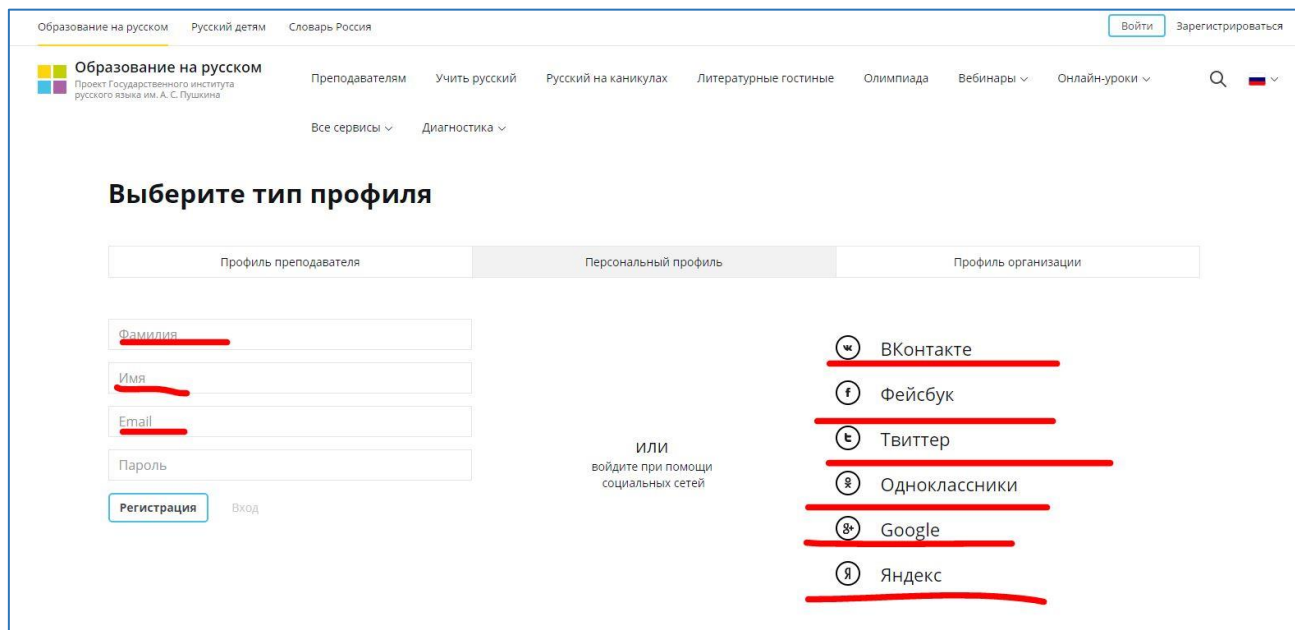 Образование на русском Русский детям Словарь Россия Войти Зарегистрироваться
Образование на русском
Проект Государственного института
русского языка им. А. С. Пушкина
Преподавателям Учить русский Русский на каникулах Литературные гостиные Олимпиада Вебинары Онлайн-уроки
Все сервисы Диагностика
Выберите тип профиля
Профиль преподавателя Персональный профиль Профиль организации
Фамилия
Имя
Email
Пароль
Регистрация Вход
или
войдите при помощи
социальных сетей
ВКонтакте
Фейсбук
Твиттер
Одноклассники
Google
Яндекс